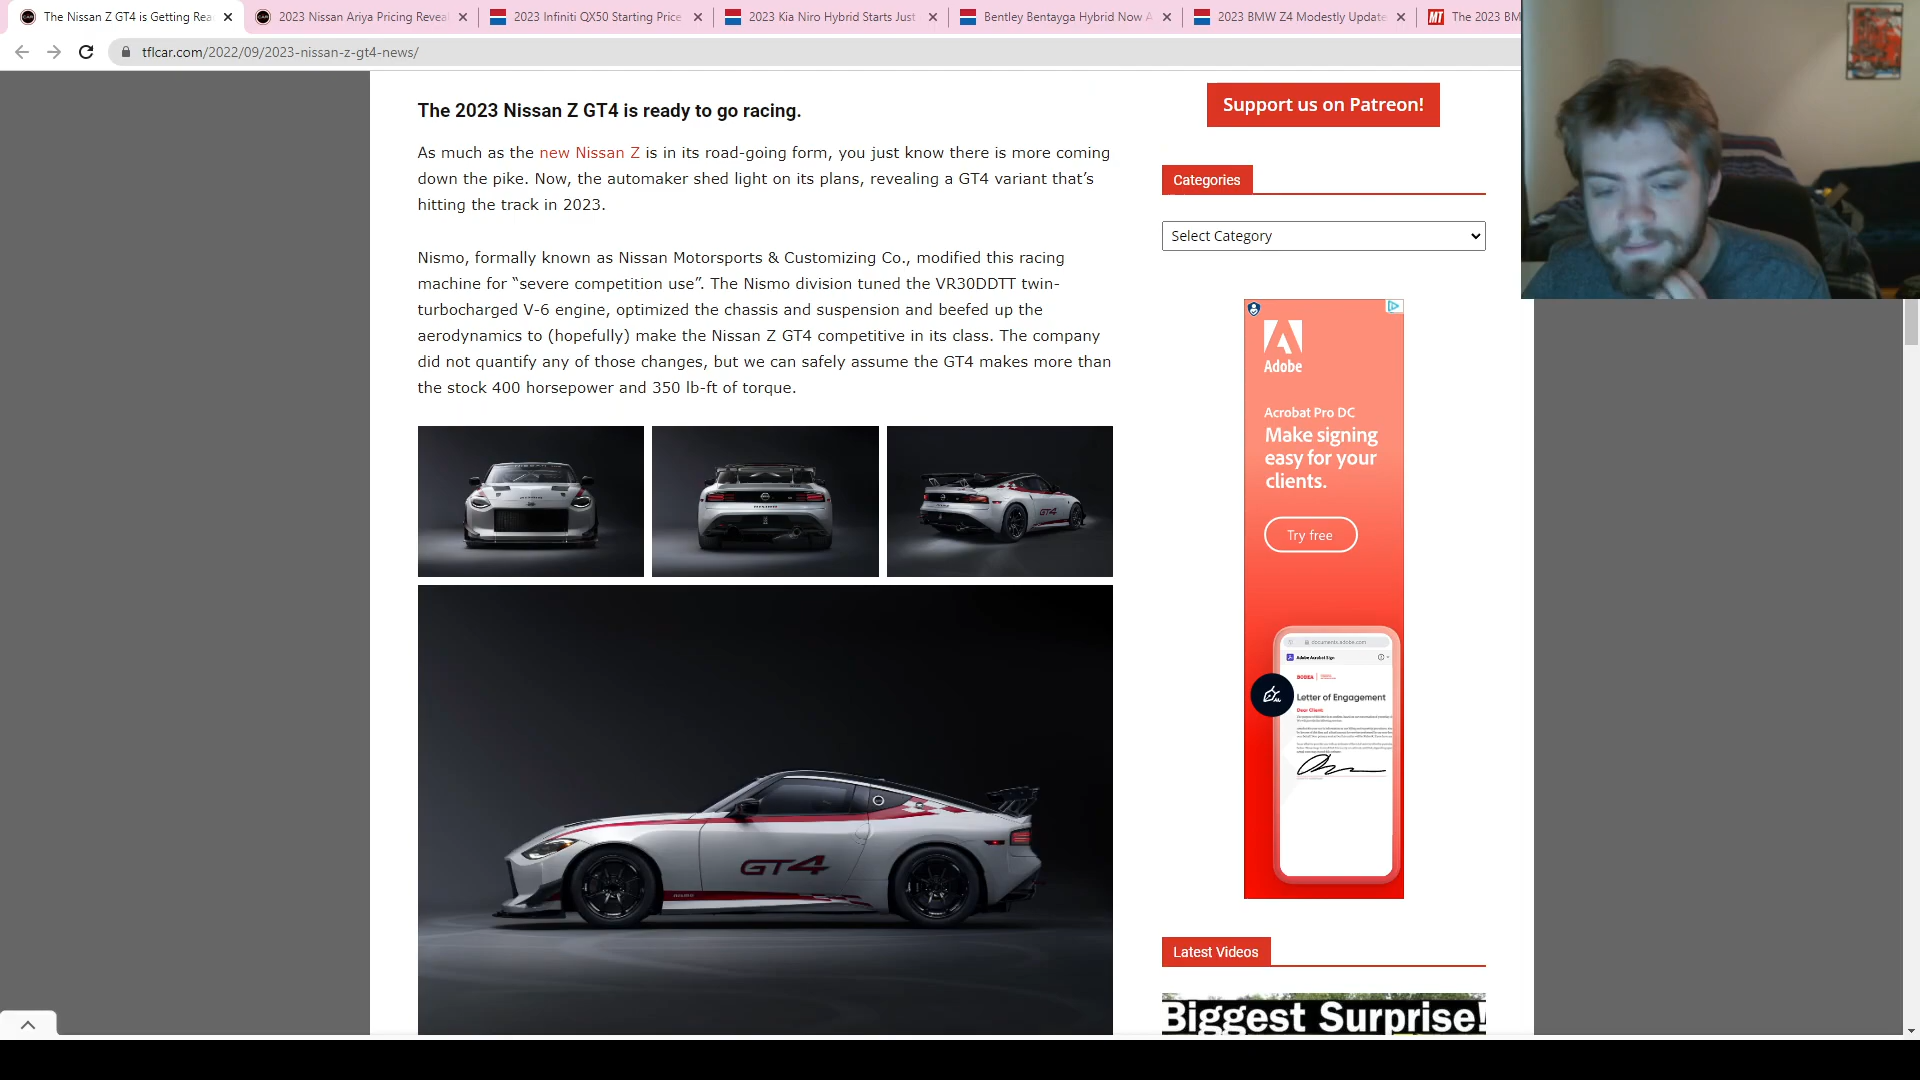 The Nissan Z GT4 is Getting Rea
2023 Nissan Ariya Pricing Reveal
2023 Infiniti QX50 Starting Price
2023 Kia Niro Hybrid Starts Just
Bentley Bentayga Hybrid Now A
2023 BMW Z4 Modestly Update
MT The 2023 BM
tflcar.com/2022/09/2023-nissan-z-gt4-news/
The 2023 Nissan Z GT4 is ready to go racing.
As much as the new Nissan Z is in its road-going form, you just know there is more coming
down the pike. Now, the automaker shed light on its plans, revealing a GT4 variant that’s
hitting the track in 2023.
Nismo, formally known as Nissan Motorsports & Customizing Co., modified this racing
machine for “severe competition use”. The Nismo division tuned the VR30DDTT twin-
turbocharged V-6 engine, optimized the chassis and suspension and beefed up the
aerodynamics to (hopefully) make the Nissan Z GT4 competitive in its class. The company
did not quantify any of those changes, but we can safely assume the GT4 makes more than
the stock 400 horsepower and 350 lb-ft of torque.
GT4
GT4
Support us on Patreon!
Categories
Select Category
Adobe
Acrobat Pro DC
Make signing
easy for your
clients.
Try free
documents.adobe.com
Adobe Acrobat Sign
Letter of Engagement
Dear Client,
Latest Videos
Biggest Surprise!